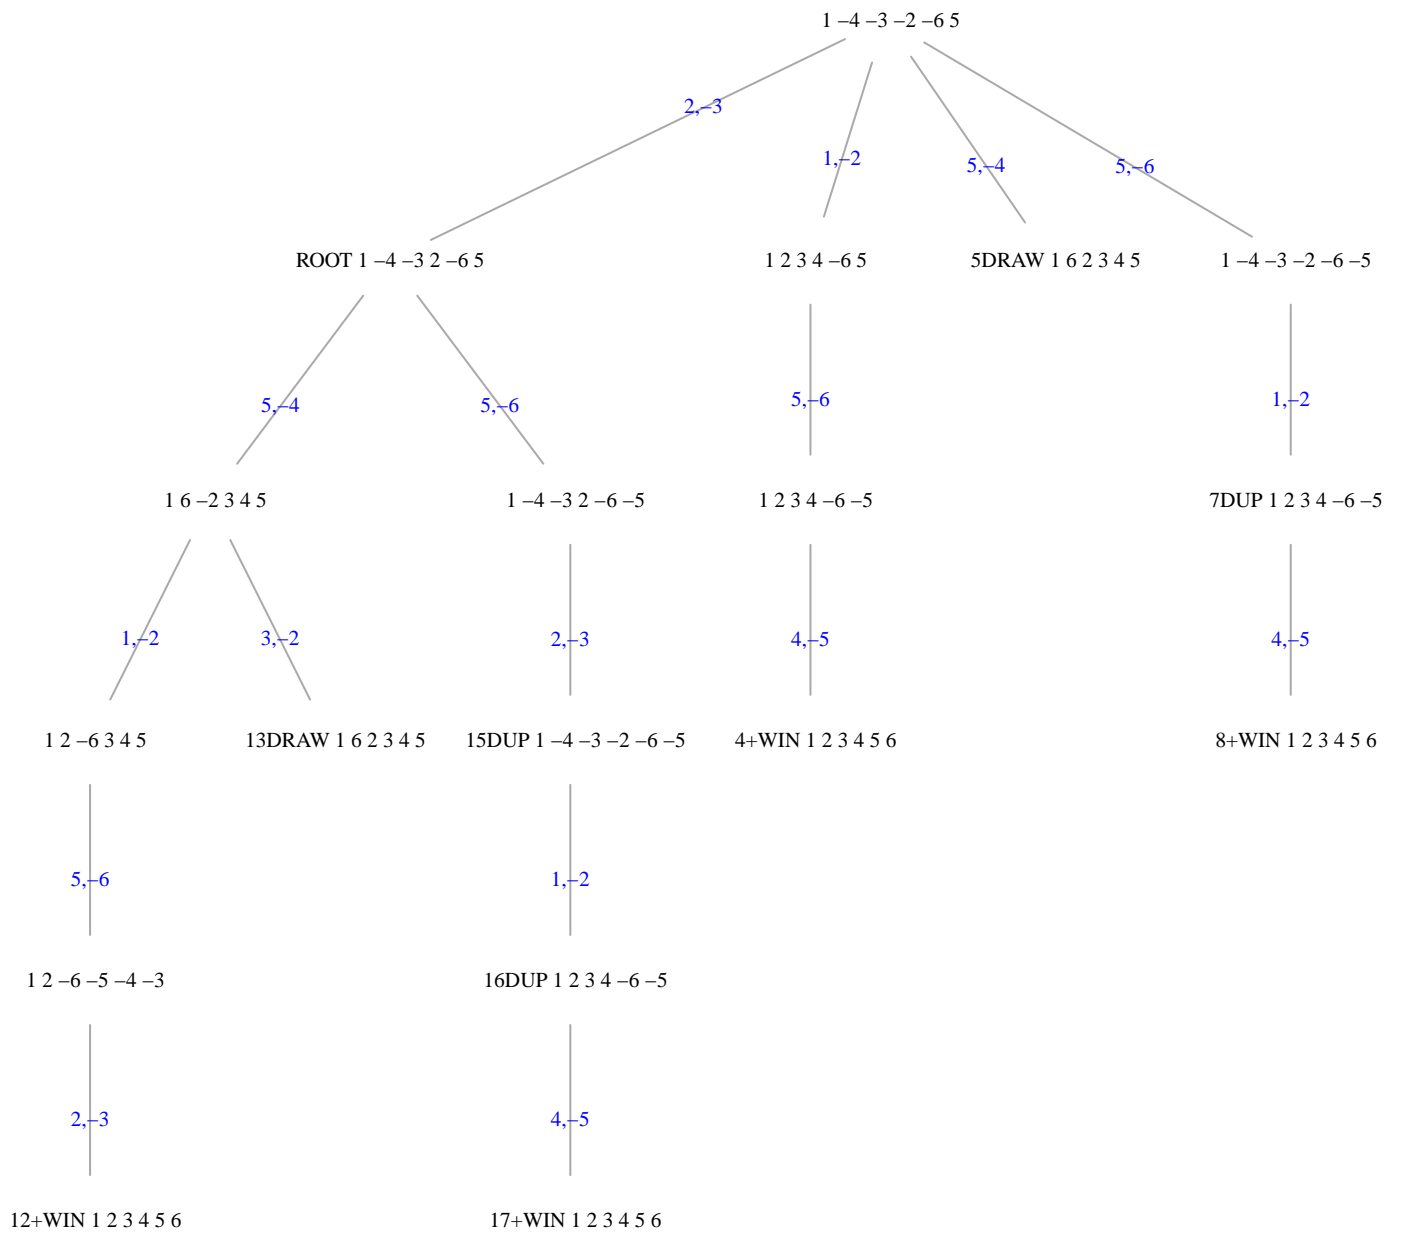 1 –4 –3 –2 –6 5
2,–3
1,–2
5,–4
5,–6
ROOT 1 –4 –3 2 –6 5
1 2 3 4 –6 5
5DRAW 1 6 2 3 4 5
1 –4 –3 –2 –6 –5
5,–4
5,–6
5,–6
1,–2
1 6 –2 3 4 5
1 –4 –3 2 –6 –5
1 2 3 4 –6 –5
7DUP 1 2 3 4 –6 –5
1,–2
3,–2
2,–3
4,–5
4,–5
1 2 –6 3 4 5
13DRAW 1 6 2 3 4 5
15DUP 1 –4 –3 –2 –6 –5
4+WIN 1 2 3 4 5 6
8+WIN 1 2 3 4 5 6
5,–6
1,–2
1 2 –6 –5 –4 –3
16DUP 1 2 3 4 –6 –5
2,–3
4,–5
12+WIN 1 2 3 4 5 6
17+WIN 1 2 3 4 5 6